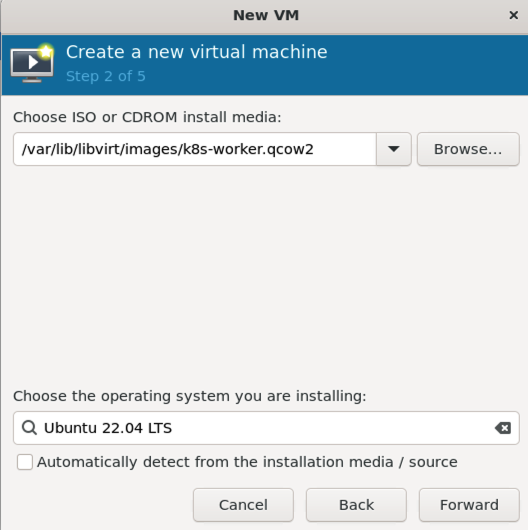 New VM
Create a new virtual machine
Step 2 of 5
Choose ISO or CDROM install media:
/var/lib/libvirt/images/k8s-worker.qcow2
Browse...
Choose the operating system you are installing:
Ubuntu 22.04 LTS
Automatically detect from the installation media / source
Cancel Back Forward